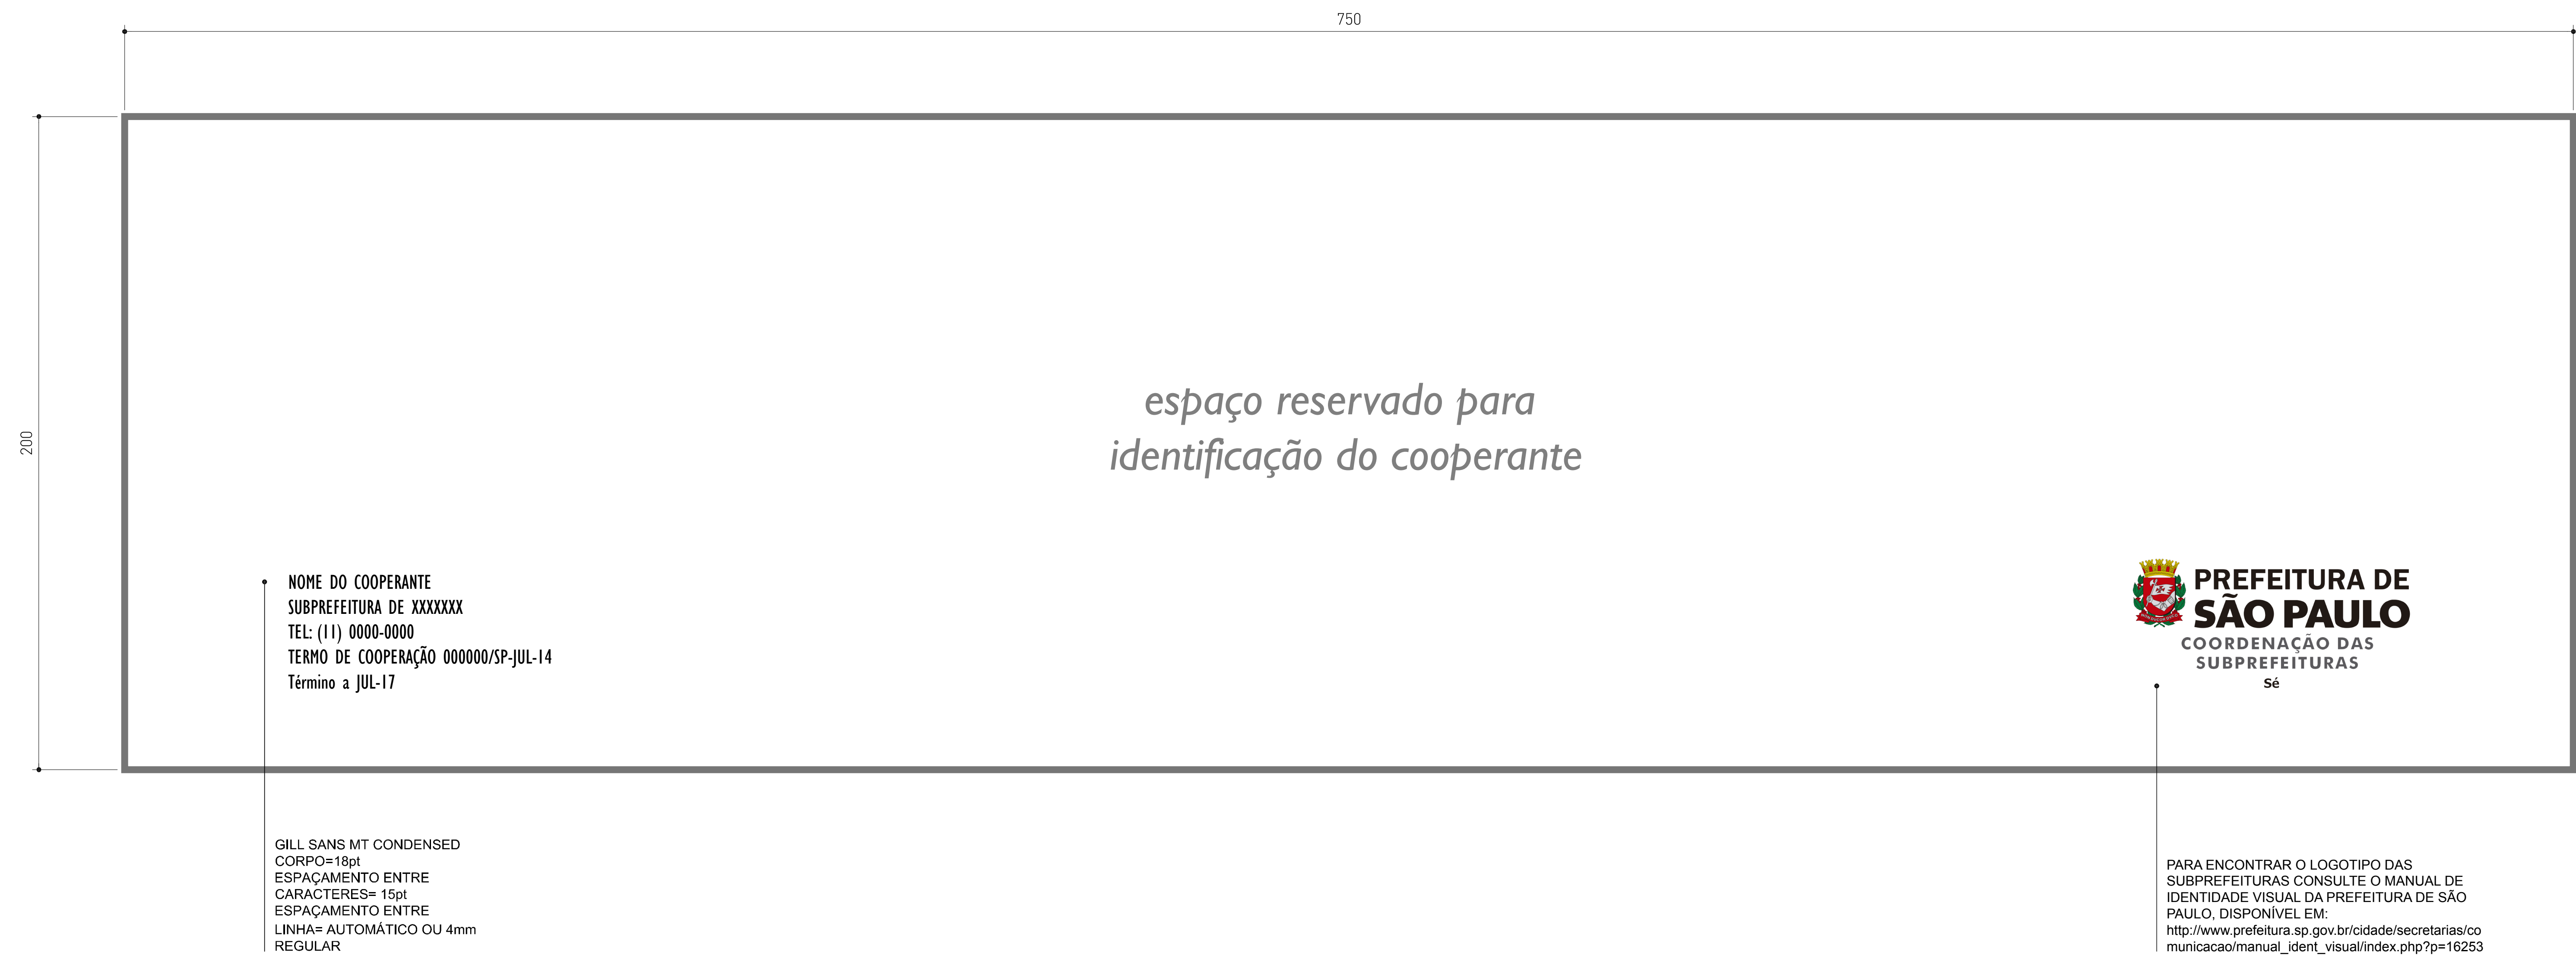 750
200
espaço reservado para
identificação do cooperante
NOME DO COOPERANTE
SUBPREFEITURA DE XXXXXXX
TEL: (11) 0000-0000
TERMO DE COOPERAÇÃO 000000/SP-JUL-14
Término a JUL-17
PREFEITURA DE
SÃO PAULO
COORDENAÇÃO DAS
SUBPREFEITURAS
Sé
GILL SANS MT CONDENSED
CORPO=18pt
ESPAÇAMENTO ENTRE
CARACTERES= 15pt
ESPAÇAMENTO ENTRE
LINHA= AUTOMÁTICO OU 4mm
REGULAR
PARA ENCONTRAR O LOGOTIPO DAS
SUBPREFEITURAS CONSULTE O MANUAL DE
IDENTIDADE VISUAL DA PREFEITURA DE SÃO
PAULO, DISPONÍVEL EM:
http://www.prefeitura.sp.gov.br/cidade/secretarias/co
municacao/manual_ident_visual/index.php?p=16253